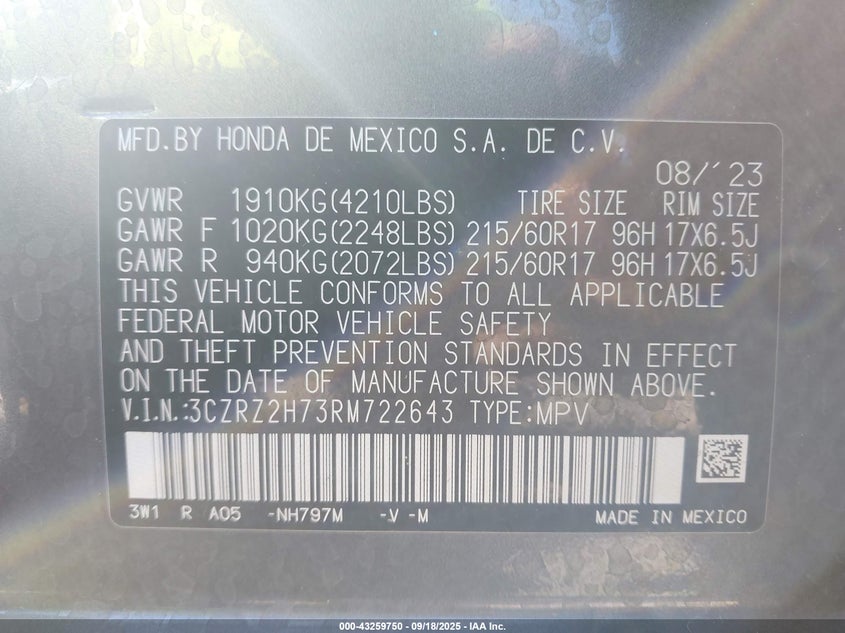 MFD.BY HONDA DE MEXICO S.A. DE C.V.
08/'23
GVWR 1910KG(4210LBS) TIRE SIZE RIM SIZE
GAWR F 1020KG(2248LBS) 215/60R17 96H 17X6.5J
GAWR R 940KG(2072LBS) 215/60R17 96H 17X6.5J
THIS VEHICLE CONFORMS TO ALL APPLICABLE
FEDERAL MOTOR VEHICLE SAFETY
AND THEFT PREVENTION STANDARDS IN EFFECT
ON THE DATE OF MANUFACTURE SHOWN ABOVE.
V.I.N.:3CZRZ2H73RM722643 TYPE:MPV
3W1 R A05 -NH797M -V -M MADE IN MEXICO
000-43259750 - 09/18/2025 - IAA Inc.